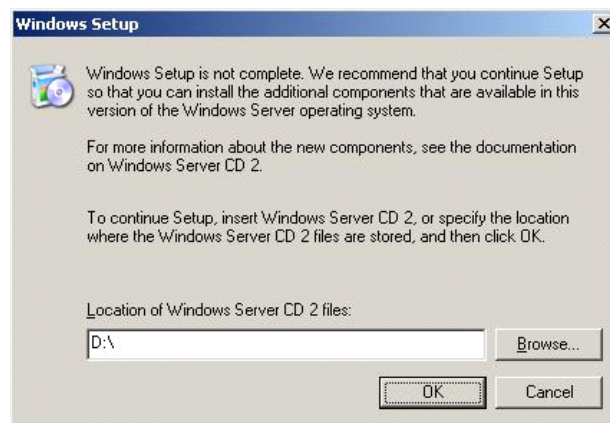 Windows Setup
Windows Setup is not complete. We recommend that you continue Setup
so that you can install the additional components that are available in this
version of the Windows Server operating system.
For more information about the new components, see the documentation
on Windows Server CD 2.
To continue Setup, insert Windows Server CD 2, or specify the location
where the Windows Server CD 2 files are stored, and then click OK.
Location of Windows Server CD 2 files:
D:\
Browse...
OK
Cancel